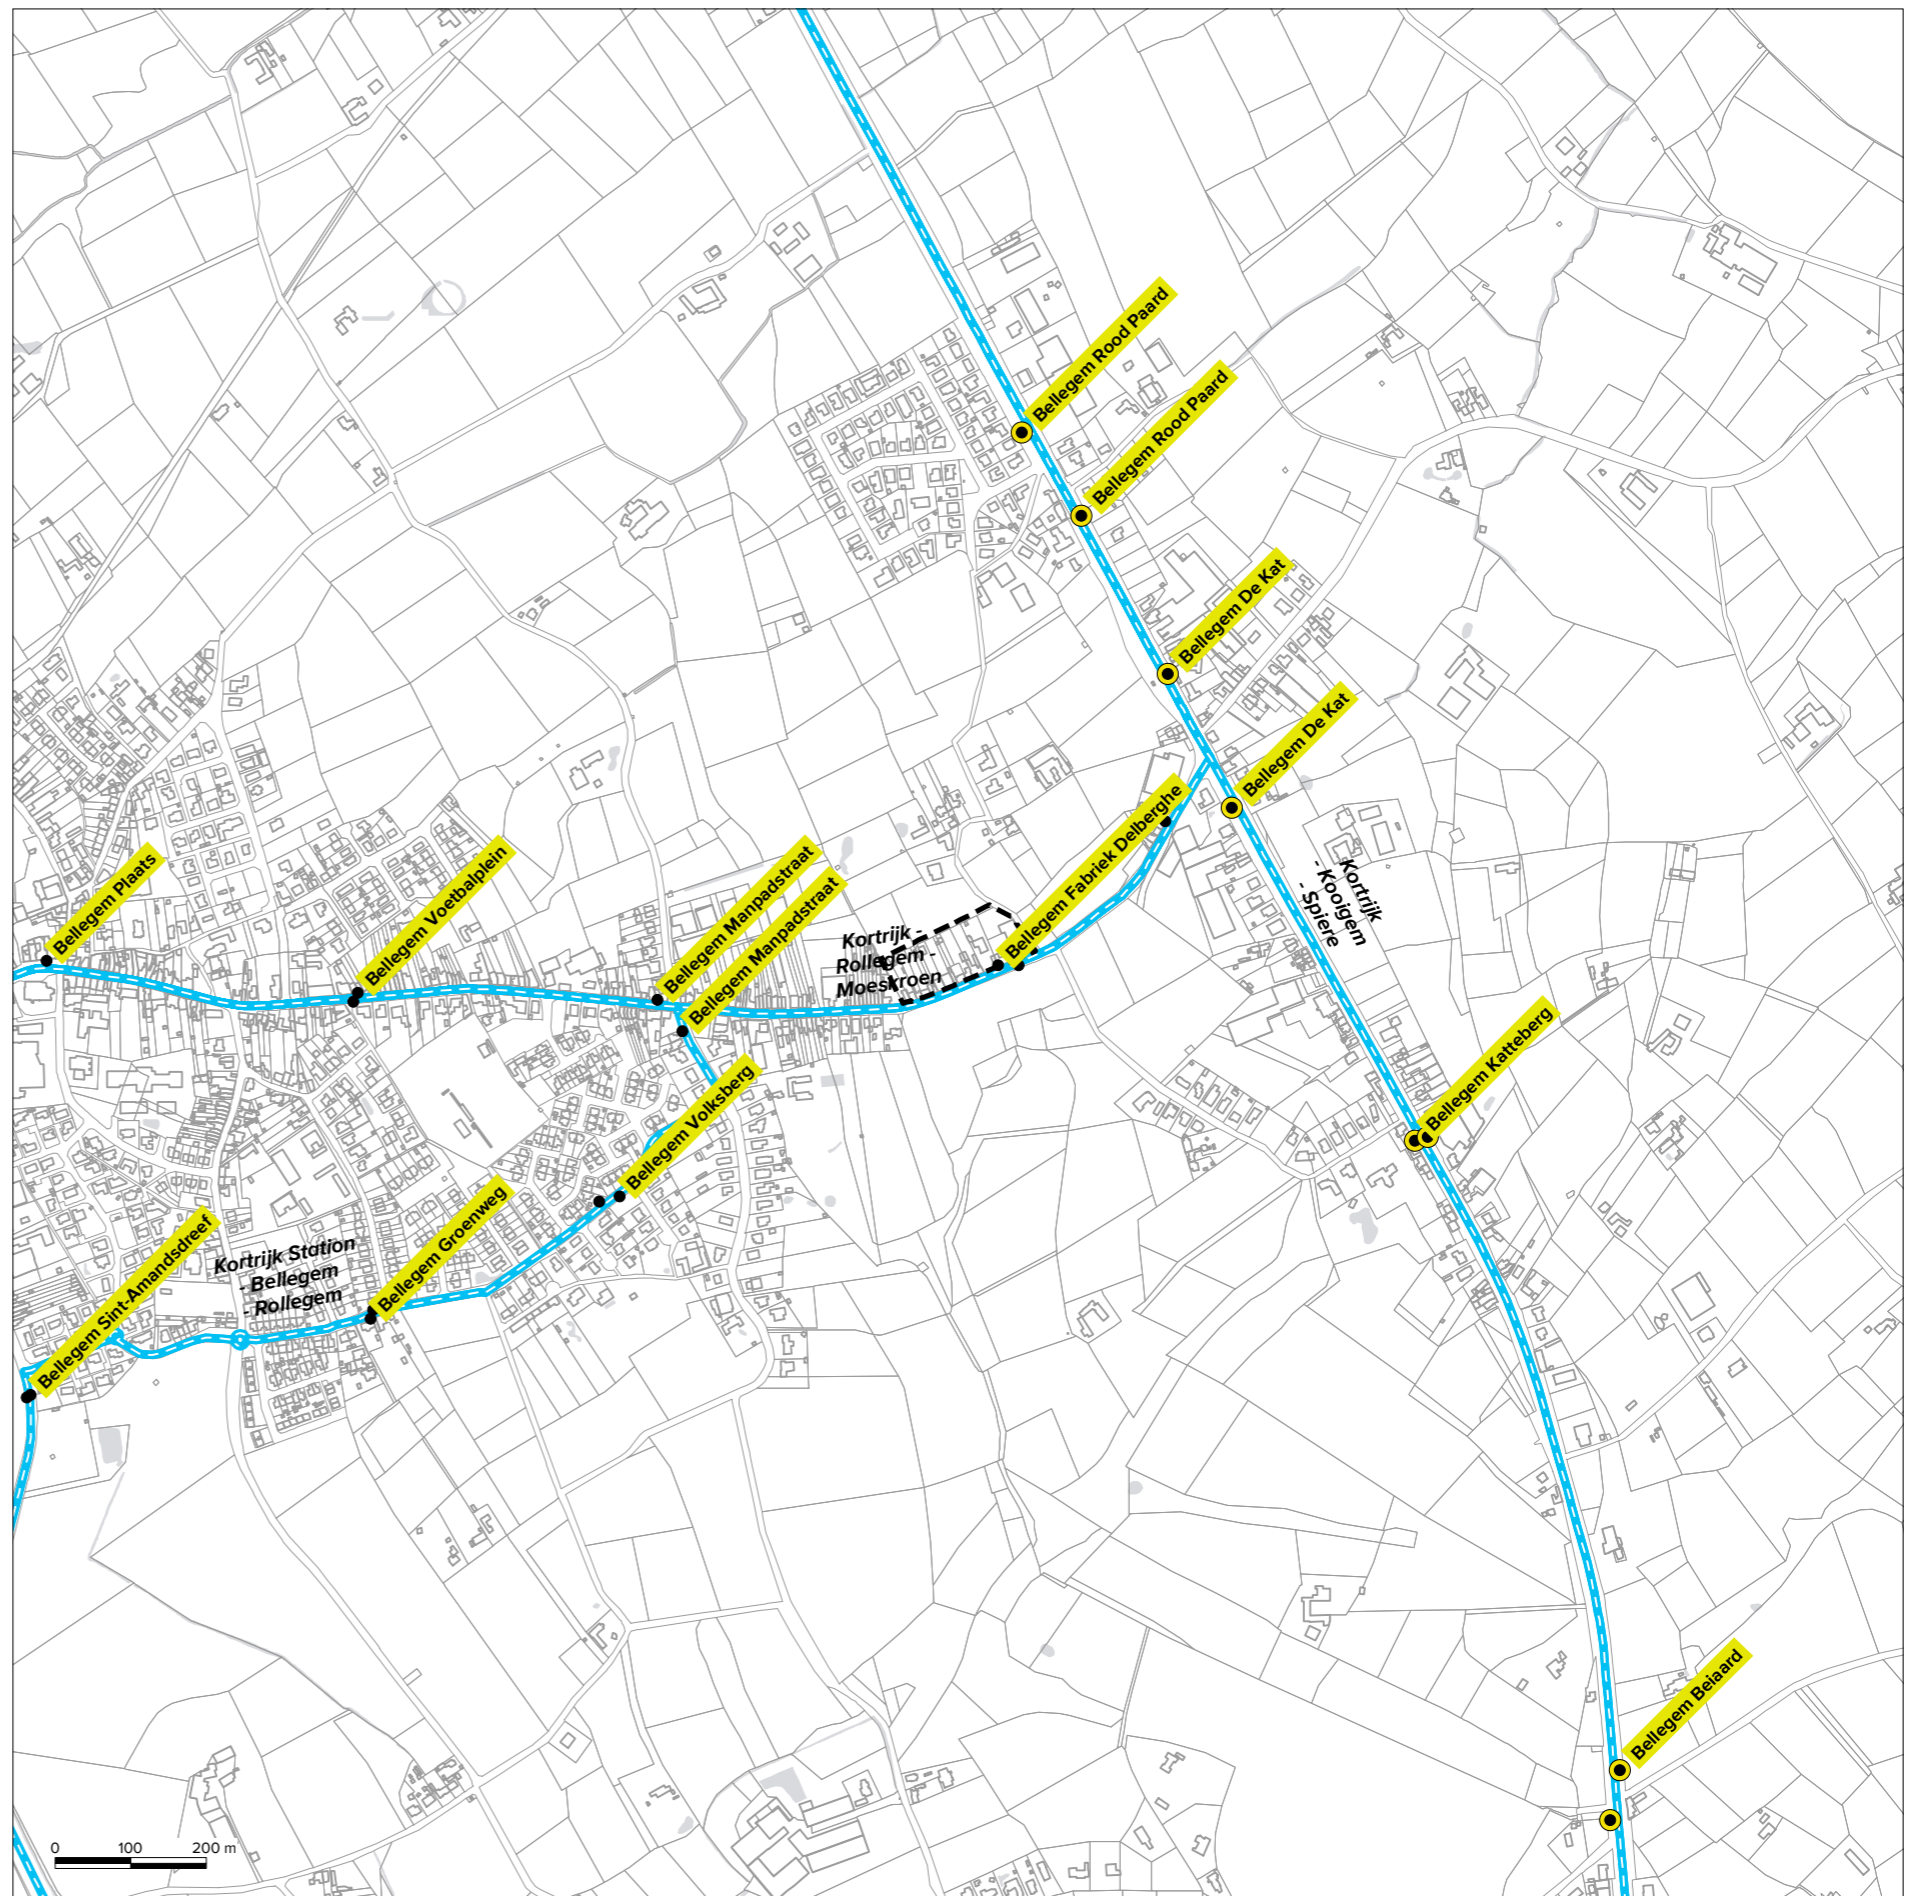 Bellegem Rood Paard
Bellegem Rood Paard
Bellegem De Kat
Bellegem De Kat
Bellegem Fabriek Delberghe
Bellegem Plaats
Bellegem Voetbalplein
Bellegem Manpadstraat
Bellegem Manpadstraat
Kortrijk -
Rollegem -
Moeskroen
Kortrijk
- Kooigem
- Spiere
Bellegem Katteberg
Bellegem Volksberg
Bellegem Groenweg
Bellegem Sint-Amandsdreef
Kortrijk Station
- Bellegem
- Rollegem
Bellegem Beiaard
0 100 200 m